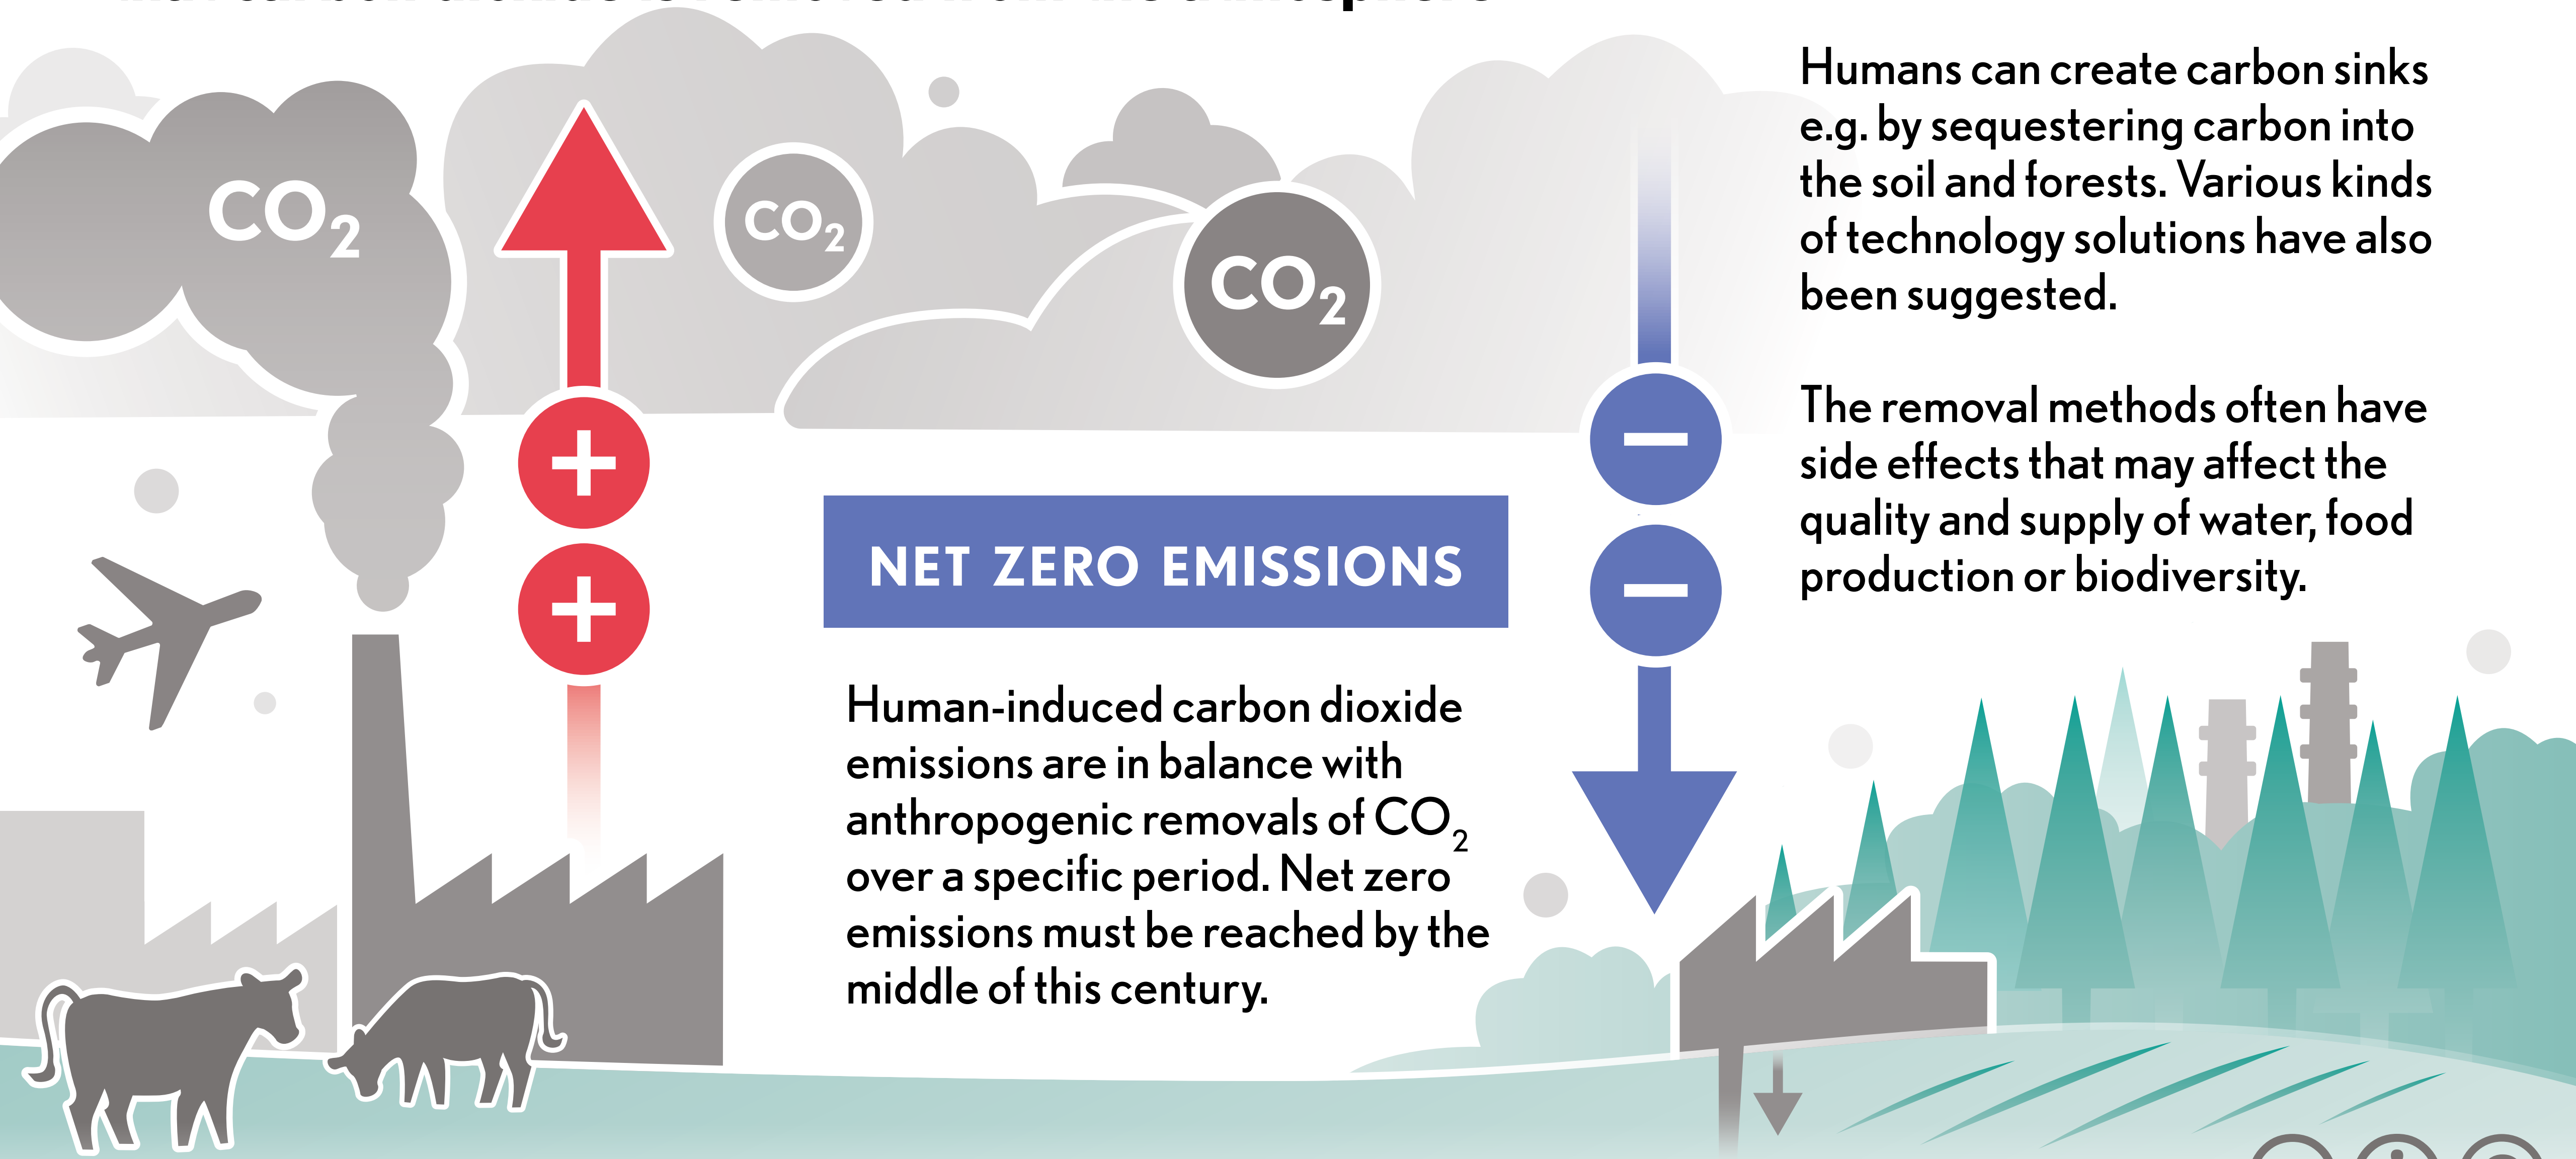 CO₂
CO₂
CO₂
Humans can create carbon sinks
e.g. by sequestering carbon into
the soil and forests. Various kinds
of technology solutions have also
been suggested.
The removal methods often have
side effects that may affect the
quality and supply of water, food
production or biodiversity.
NET ZERO EMISSIONS
Human-induced carbon dioxide
emissions are in balance with
anthropogenic removals of CO₂
over a specific period. Net zero
emissions must be reached by the
middle of this century.